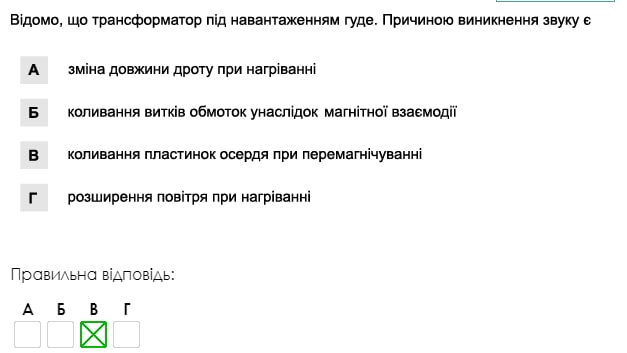 Відомо, що трансформатор під навантаженням гуде. Причиною виникнення звуку є
А зміна довжини дроту при нагріванні
Б коливання витків обмоток унаслідок магнітної взаємодії
В коливання пластинок осердя при перемагнічуванні
Г розширення повітря при нагріванні
Правильна відповідь:
А Б В Г